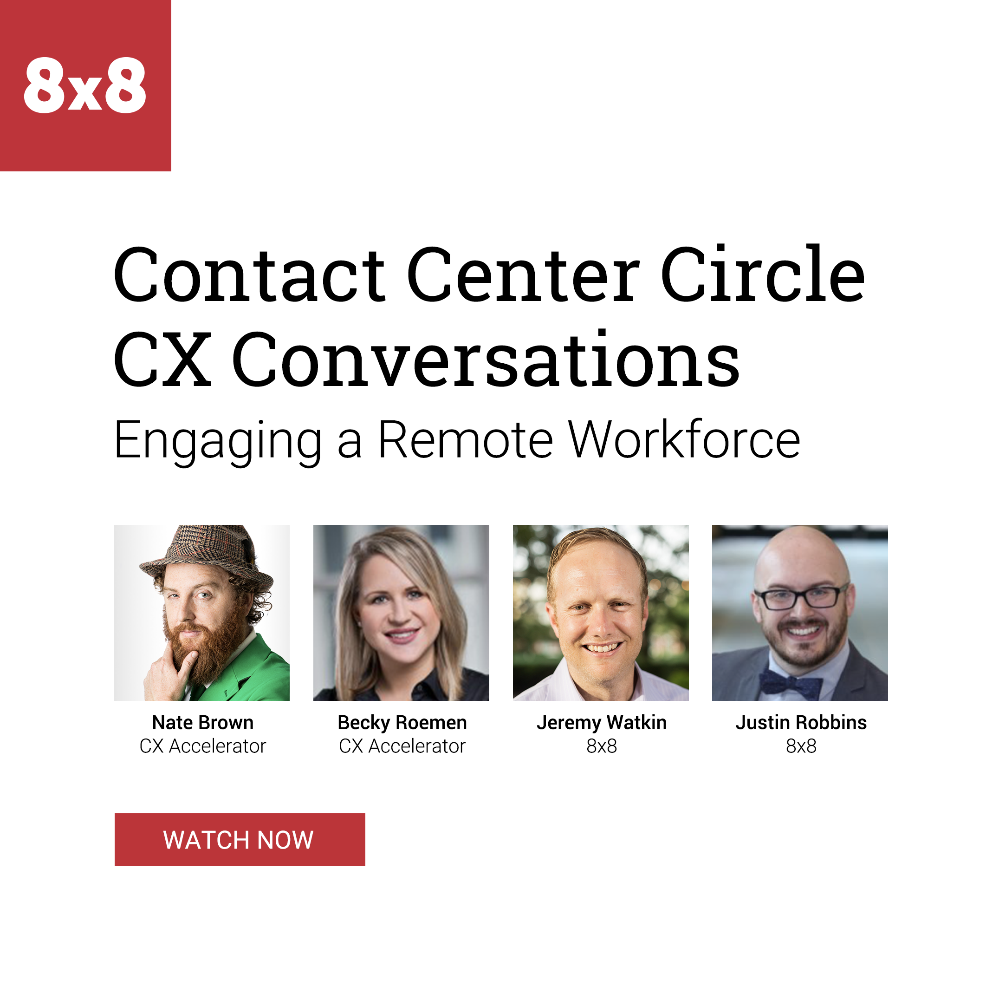 8x8
Contact Center Circle
CX Conversations
Engaging a Remote Workforce
Nate Brown
CX Accelerator
Becky Roemen
CX Accelerator
Jeremy Watkin
8x8
Justin Robbins
8x8
WATCH NOW